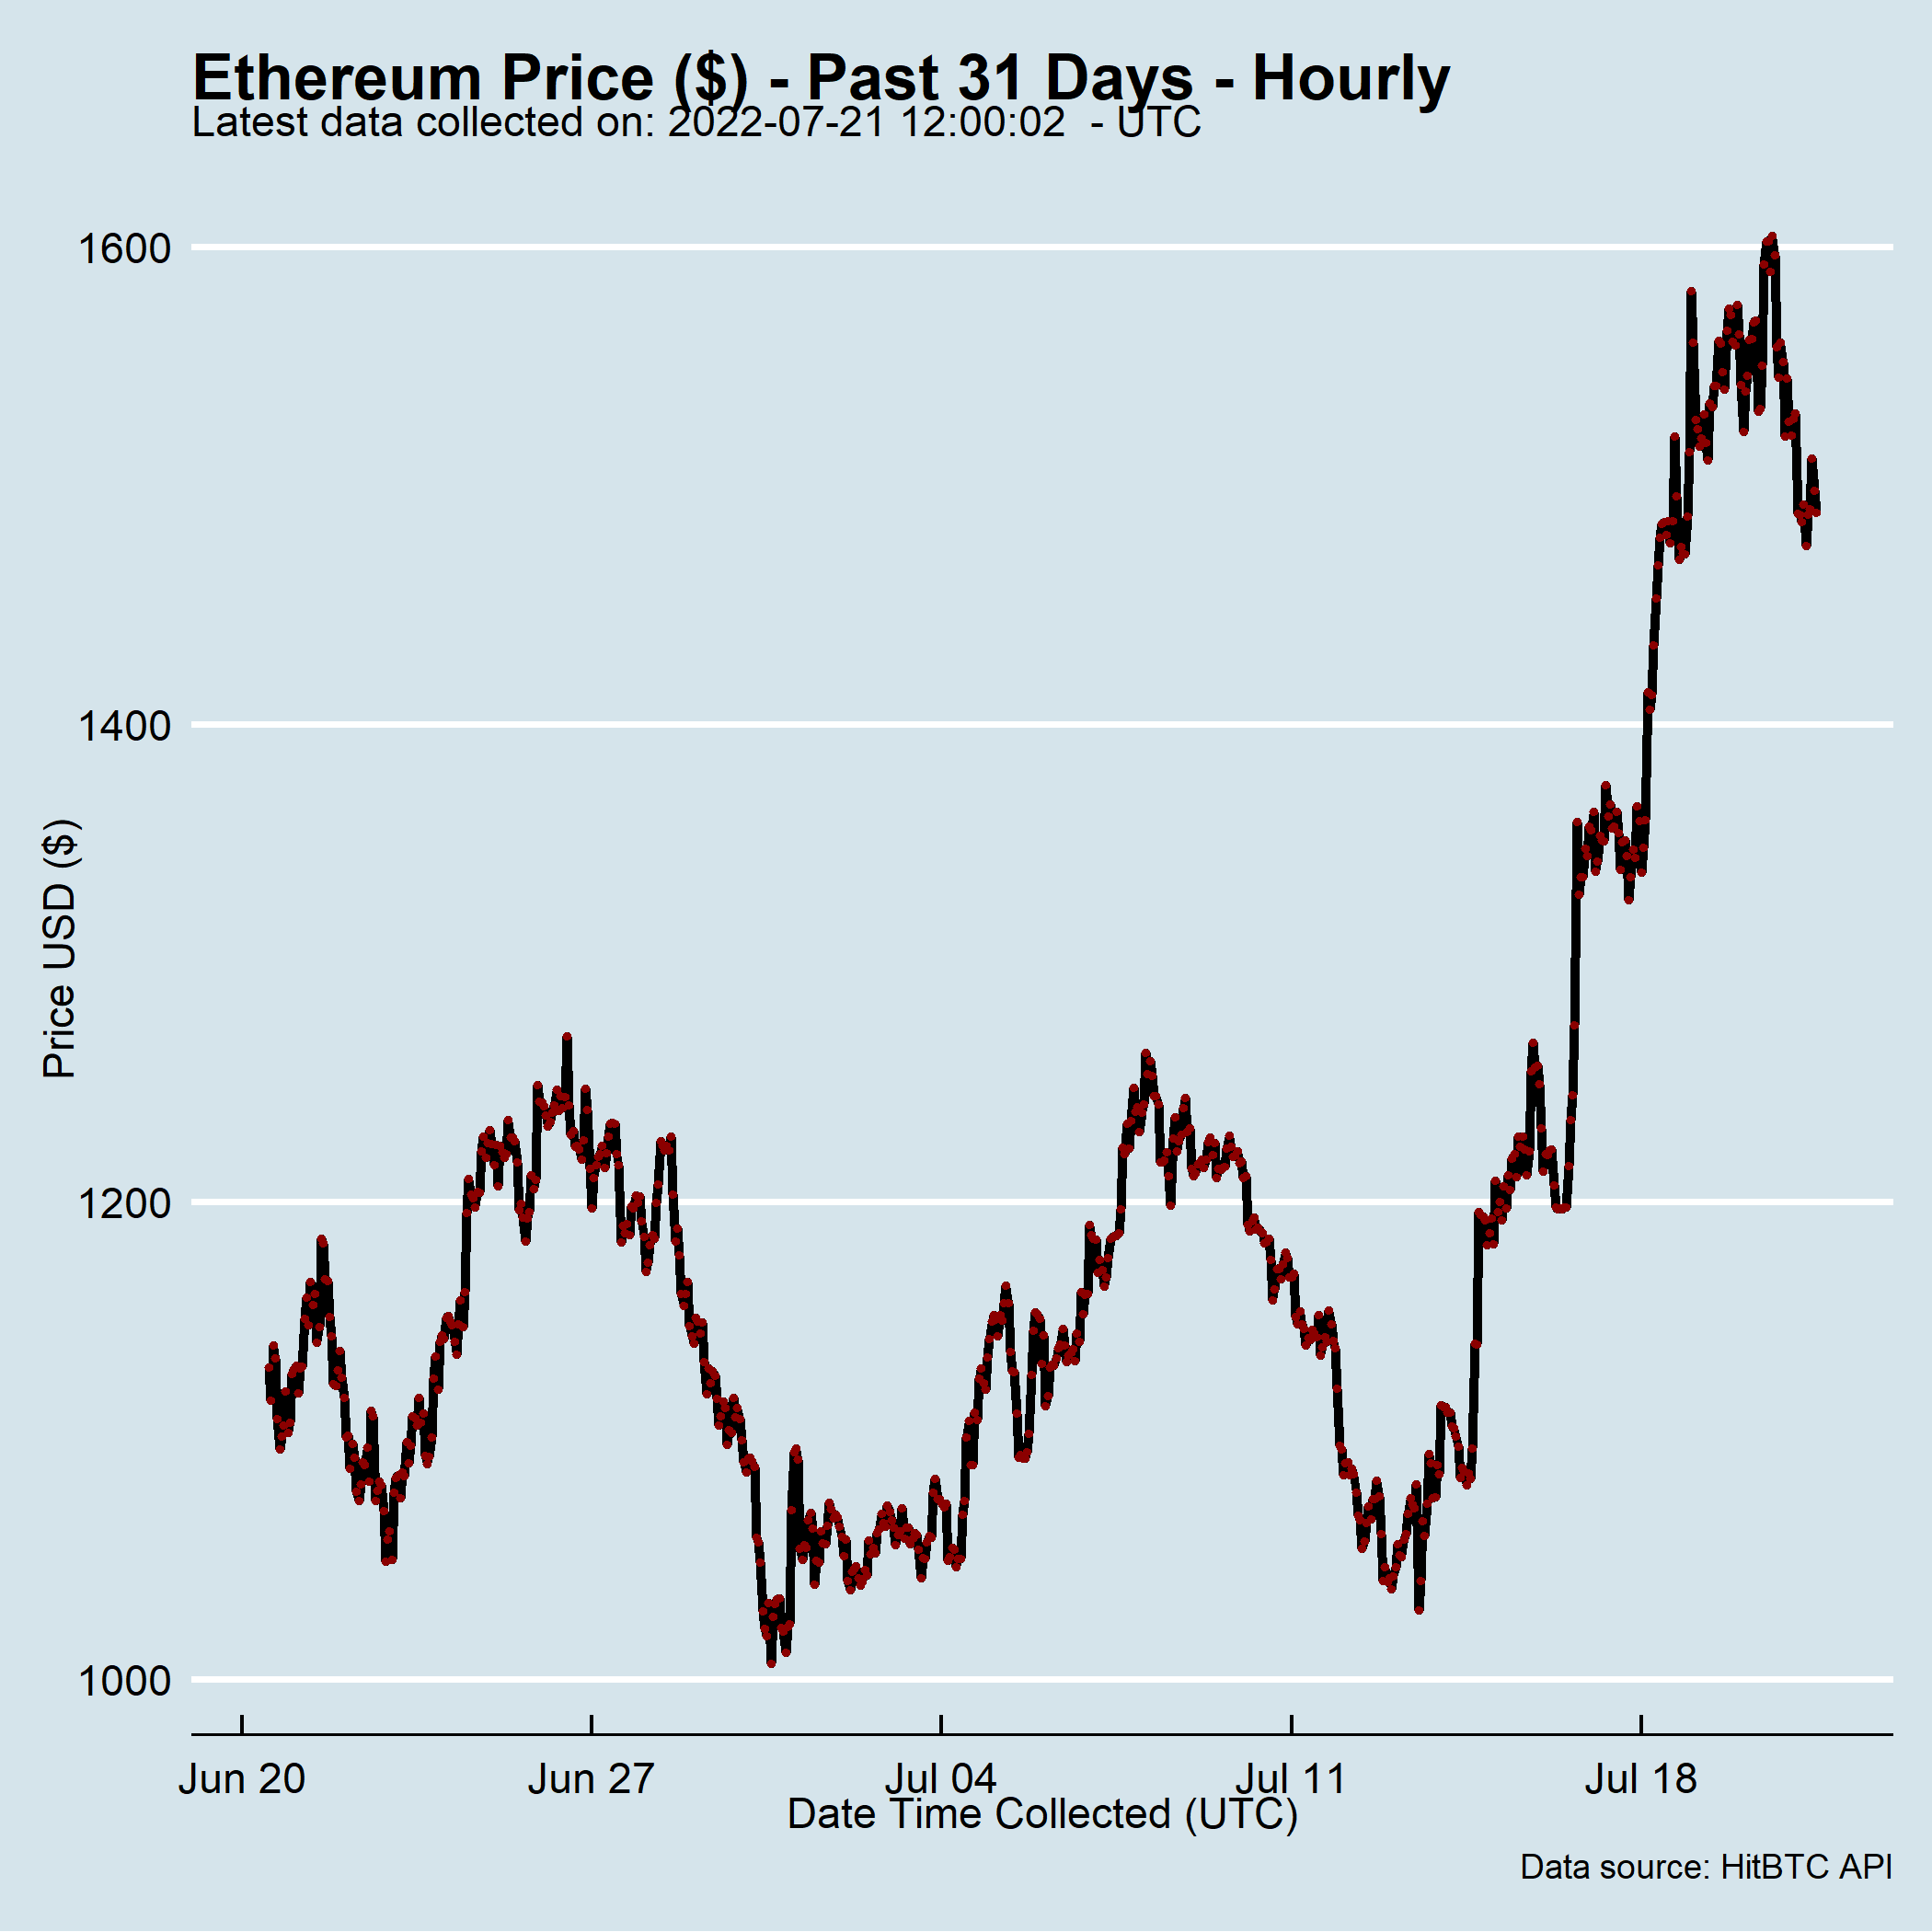 Ethereum Price ($) - Past 31 Days - Hourly
Latest data collected on: 2022-07-21 12:00:02  - UTC
1600
1400
1200
1000
Price USD ($)
Jun 20 Jun 27 Jul 04 Jul 11 Jul 18
Date Time Collected (UTC)
Data source: HitBTC API